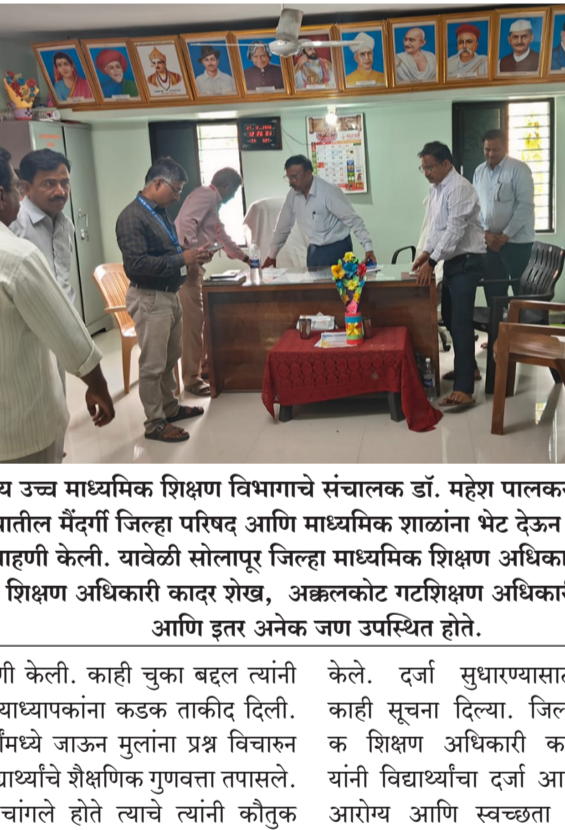 य उच्च माध्यमिक शिक्षण विभागाचे संचालक डॉ. महेश पालकर
ातील मैंदर्गी जिल्हा परिषद आणि माध्यमिक शाळांना भेट देऊन
ाहणी केली. यावेळी सोलापूर जिल्हा माध्यमिक शिक्षण अधिका
शिक्षण अधिकारी कादर शेख, अक्कलकोट गटशिक्षण अधिकारी
आणि इतर अनेक जण उपस्थित होते.
णी केली. काही चुका बद्दल त्यांनी
याध्यापकांना कडक ताकीद दिली.
मध्ये जाऊन मुलांना प्रश्न विचारुन
द्यार्थ्यांचे शैक्षणिक गुणवत्ता तपासले.
चांगले होते त्याचे त्यांनी कौतुक
केले. दर्जा सुधारण्यासा
काही सूचना दिल्या. जिल
क शिक्षण अधिकारी क
यांनी विद्यार्थ्यांचा दर्जा आ
आरोग्य आणि स्वच्छता